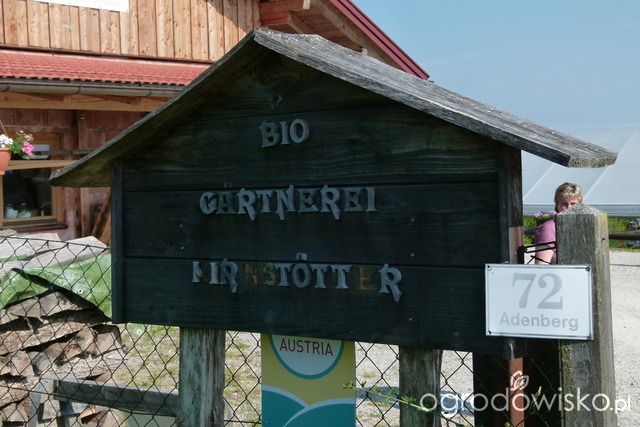 BIO
GÄRTNEREI
MIRNSTÖTTER
72
Adenberg
AUSTRIA
ogrodowisko.pl